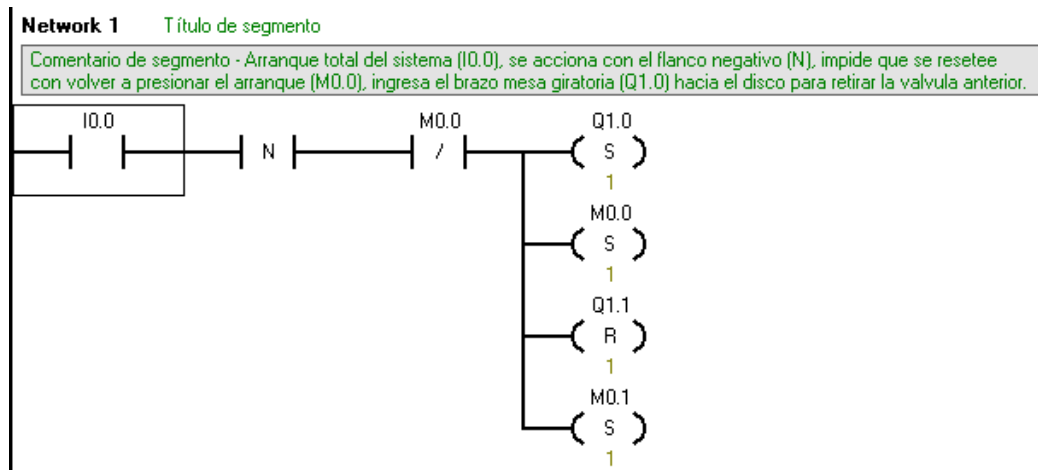 Network 1 Título de segmento
Comentario de segmento - Arranque total del sistema (I0.0), se acciona con el flanco negativo (N), impide que se resetee
con volver a presionar el arranque (M0.0), ingresa el brazo mesa giratoria (Q1.0) hacia el disco para retirar la valvula anterior.
I0.0 M0.0 Q1.0
N / S
1
M0.0
S
1
Q1.1
R
1
M0.1
S
1